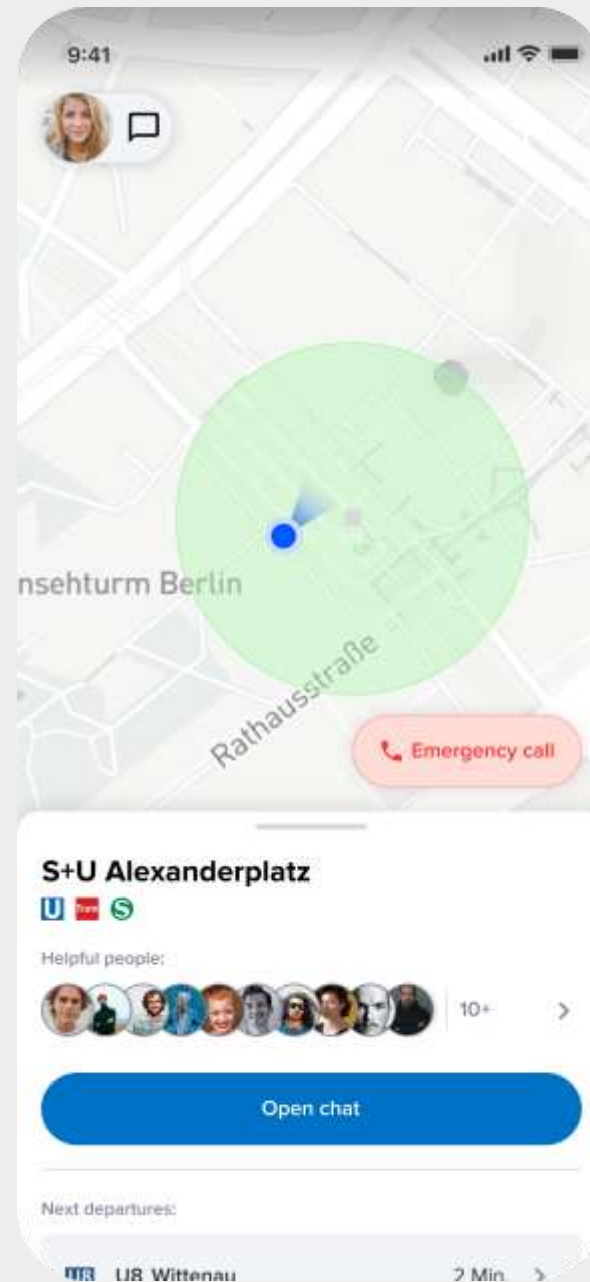 9:41
nsehturm Berlin
Rathausstraße
Emergency call
S+U Alexanderplatz
U Tram S
Helpful people:
10+
Open chat
Next departures:
U8 U8 Wittenau 2 Min.